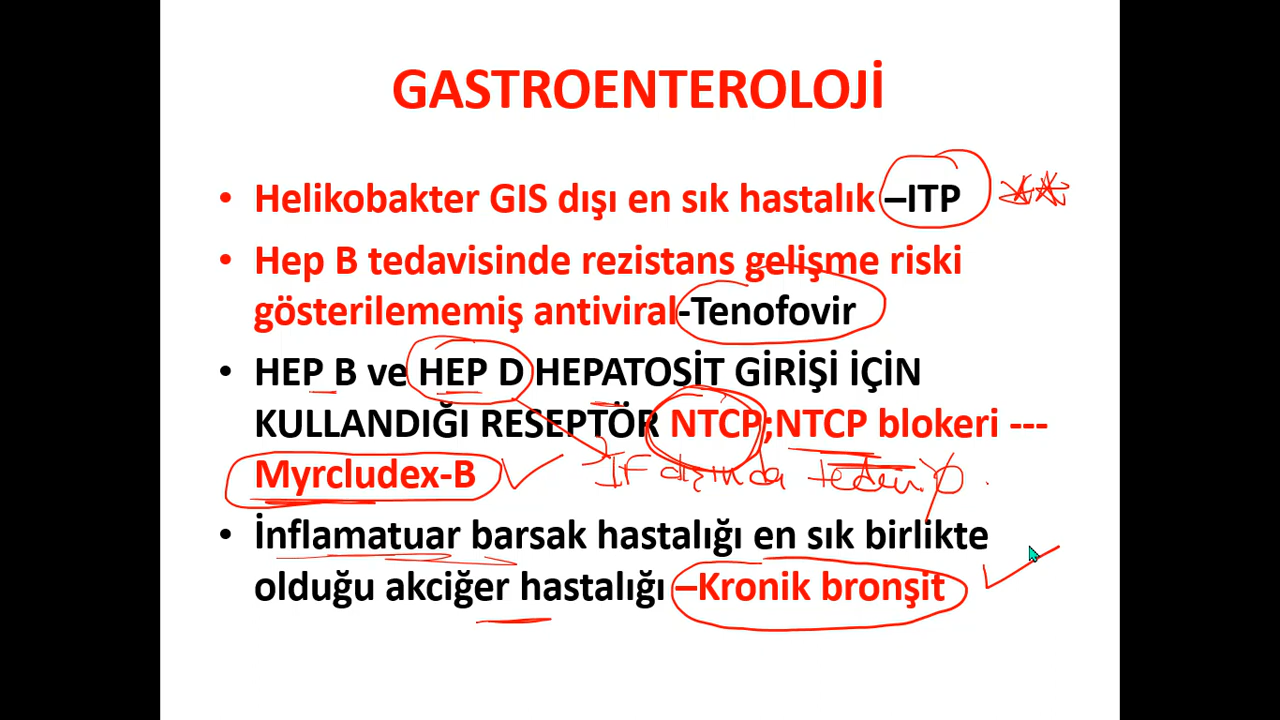 GASTROENTEROLOJİ
• Helikobakter GIS dışı en sık hastalık –ITP
• Hep B tedavisinde rezistans gelişme riski
gösterilememiş antiviral-Tenofovir
• HEP B ve HEP D HEPATOSİT GİRİŞİ İÇİN
KULLANDIĞI RESEPTÖR NTCP;NTCP blokeri ---
Myrcludex-B IF dışında
• İnflamatuar barsak hastalığı en sık birlikte
olduğu akciğer hastalığı –Kronik bronşit